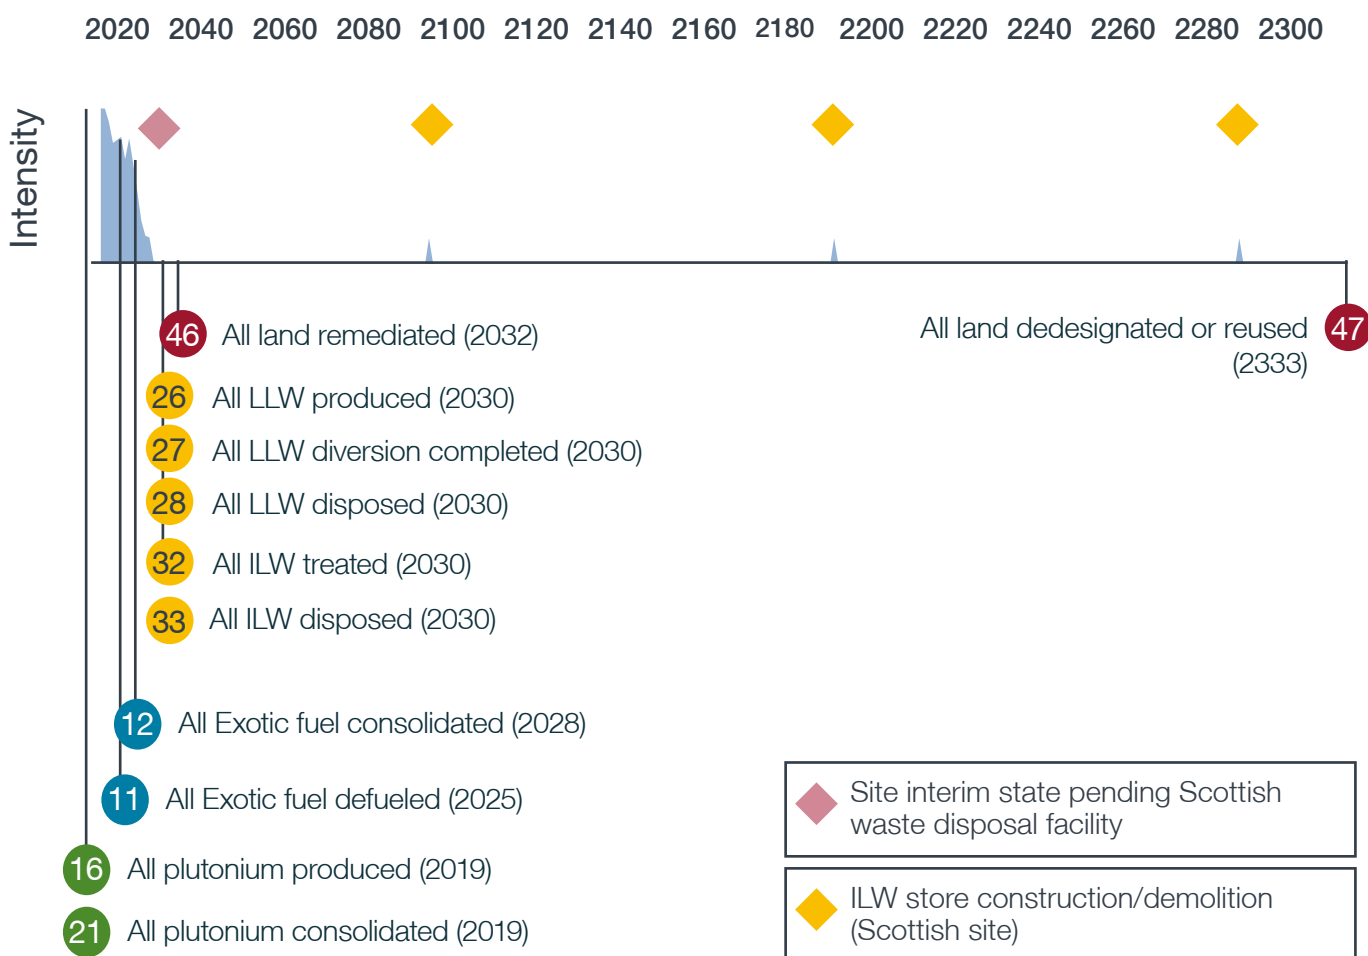 2020 2040 2060 2080 2100 2120 2140 2160 2180 2200 2220 2240 2260 2280 2300
Intensity
46 All land remediated (2032)
All land dedesignated or reused
(2333)
47
26 All LLW produced (2030)
27 All LLW diversion completed (2030)
28 All LLW disposed (2030)
32 All ILW treated (2030)
33 All ILW disposed (2030)
12 All Exotic fuel consolidated (2028)
11 All Exotic fuel defueled (2025)
16 All plutonium produced (2019)
21 All plutonium consolidated (2019)
Site interim state pending Scottish
waste disposal facility
ILW store construction/demolition
(Scottish site)